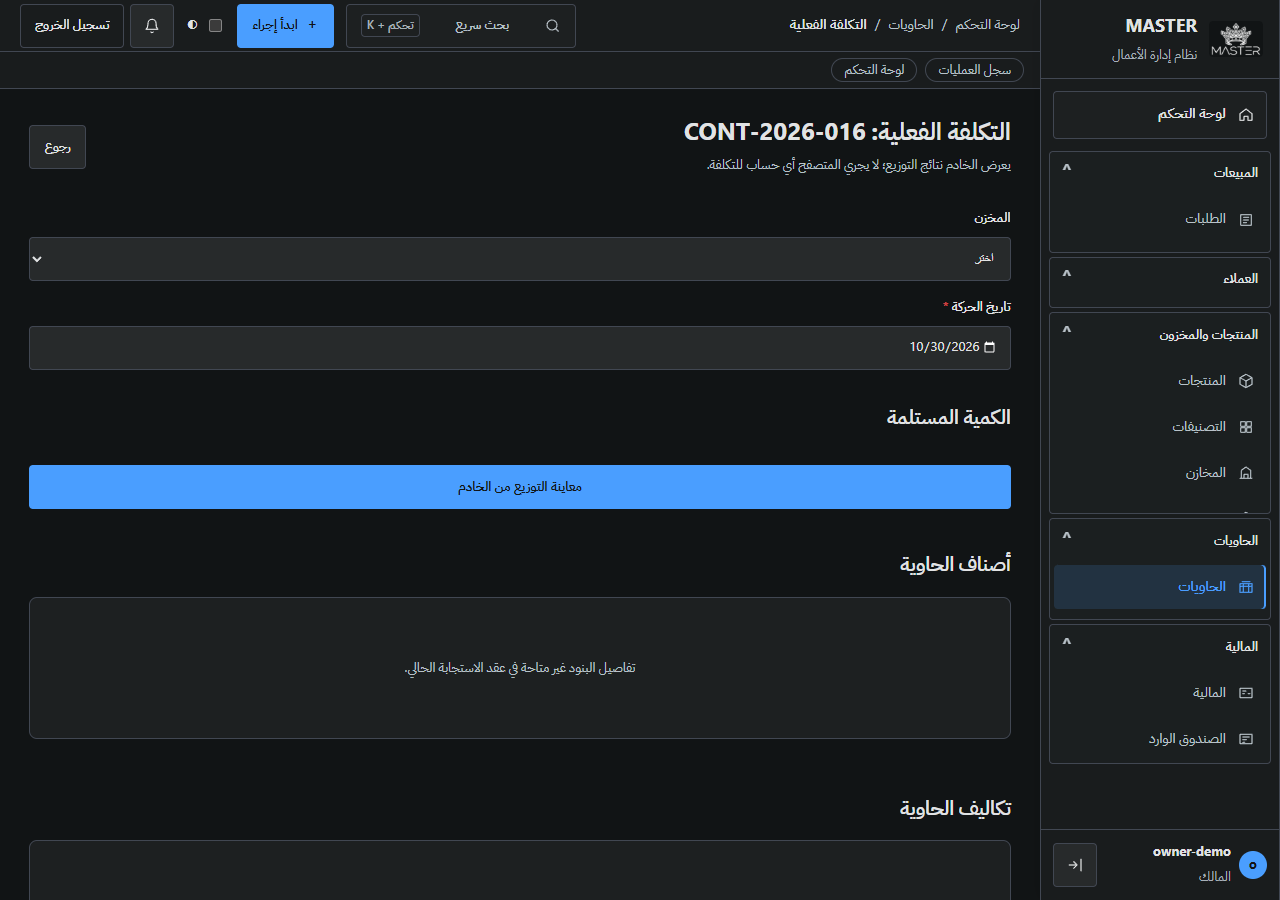 MASTER
MASTER
نظام إدارة الأعمال
لوحة التحكم
المبيعات
الطلبات
العملاء
المنتجات والمخزون
المنتجات
التصنيفات
المخازن
الحاويات
الحاويات
المالية
المالية
الصندوق الوارد
o
owner-demo
المالك
لوحة التحكم / الحاويات / التكلفة الفعلية
بحث سريع
تحكم + K
+ ابدأ إجراء
تسجيل الخروج
سجل العمليات
لوحة التحكم
التكلفة الفعلية: CONT-2026-016
يعرض الخادم نتائج التوزيع؛ لا يجري المتصفح أي حساب للتكلفة.
رجوع
المخزن
اختر
تاريخ الحركة *
10/30/2026
الكمية المستلمة
معاينة التوزيع من الخادم
أصناف الحاوية
تفاصيل البنود غير متاحة في عقد الاستجابة الحالي.
تكاليف الحاوية